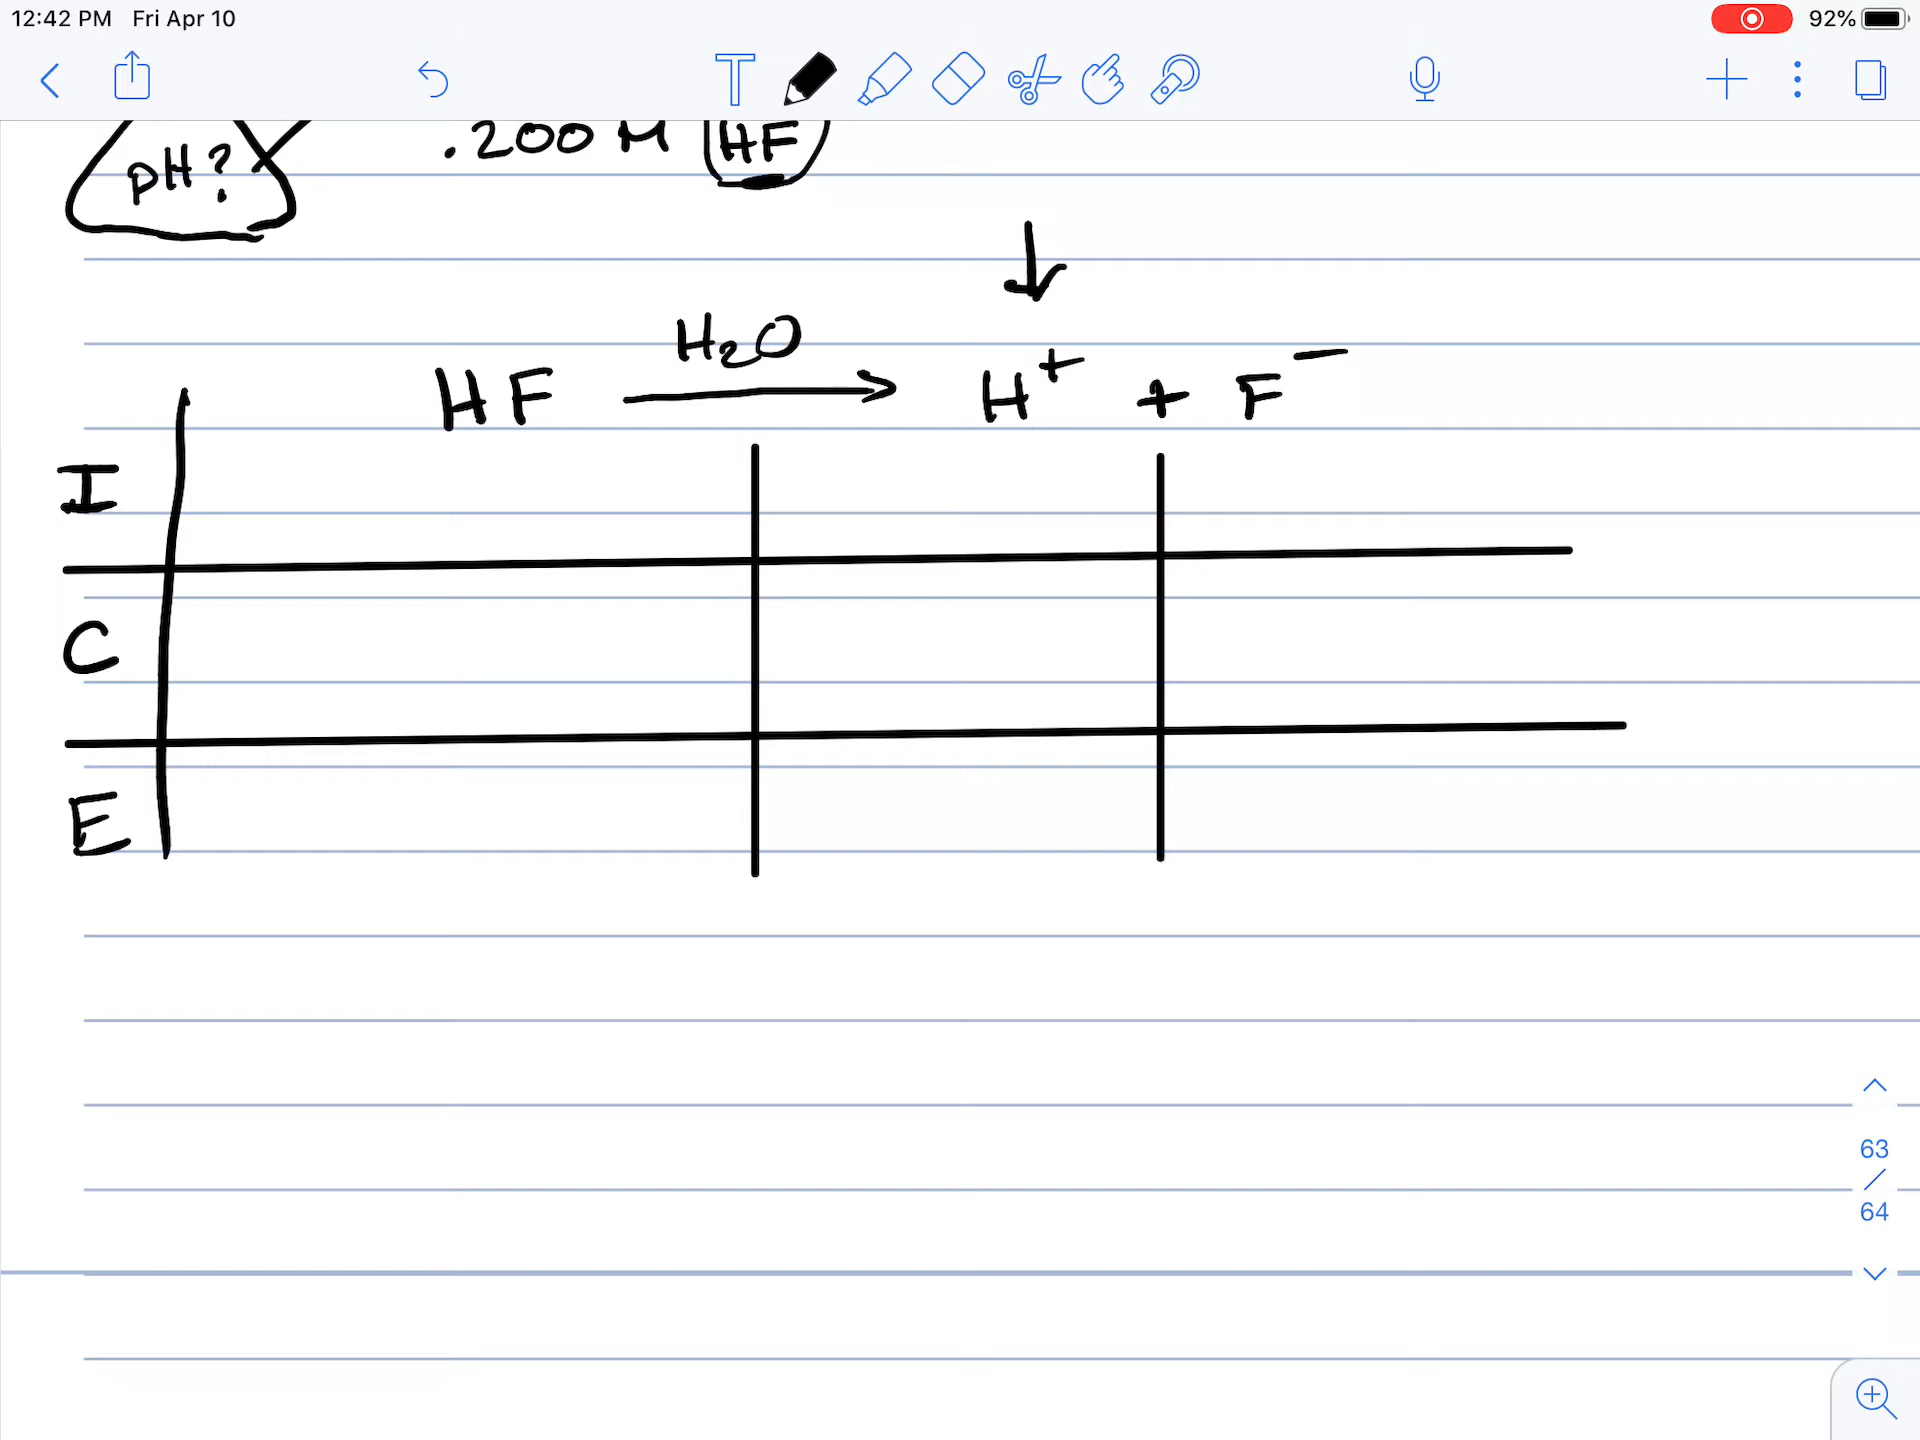 12:42 PM Fri Apr 10 92%
pH? .200 M HF
H₂O
HF → H⁺ + F⁻
I
C
E
63
/
64